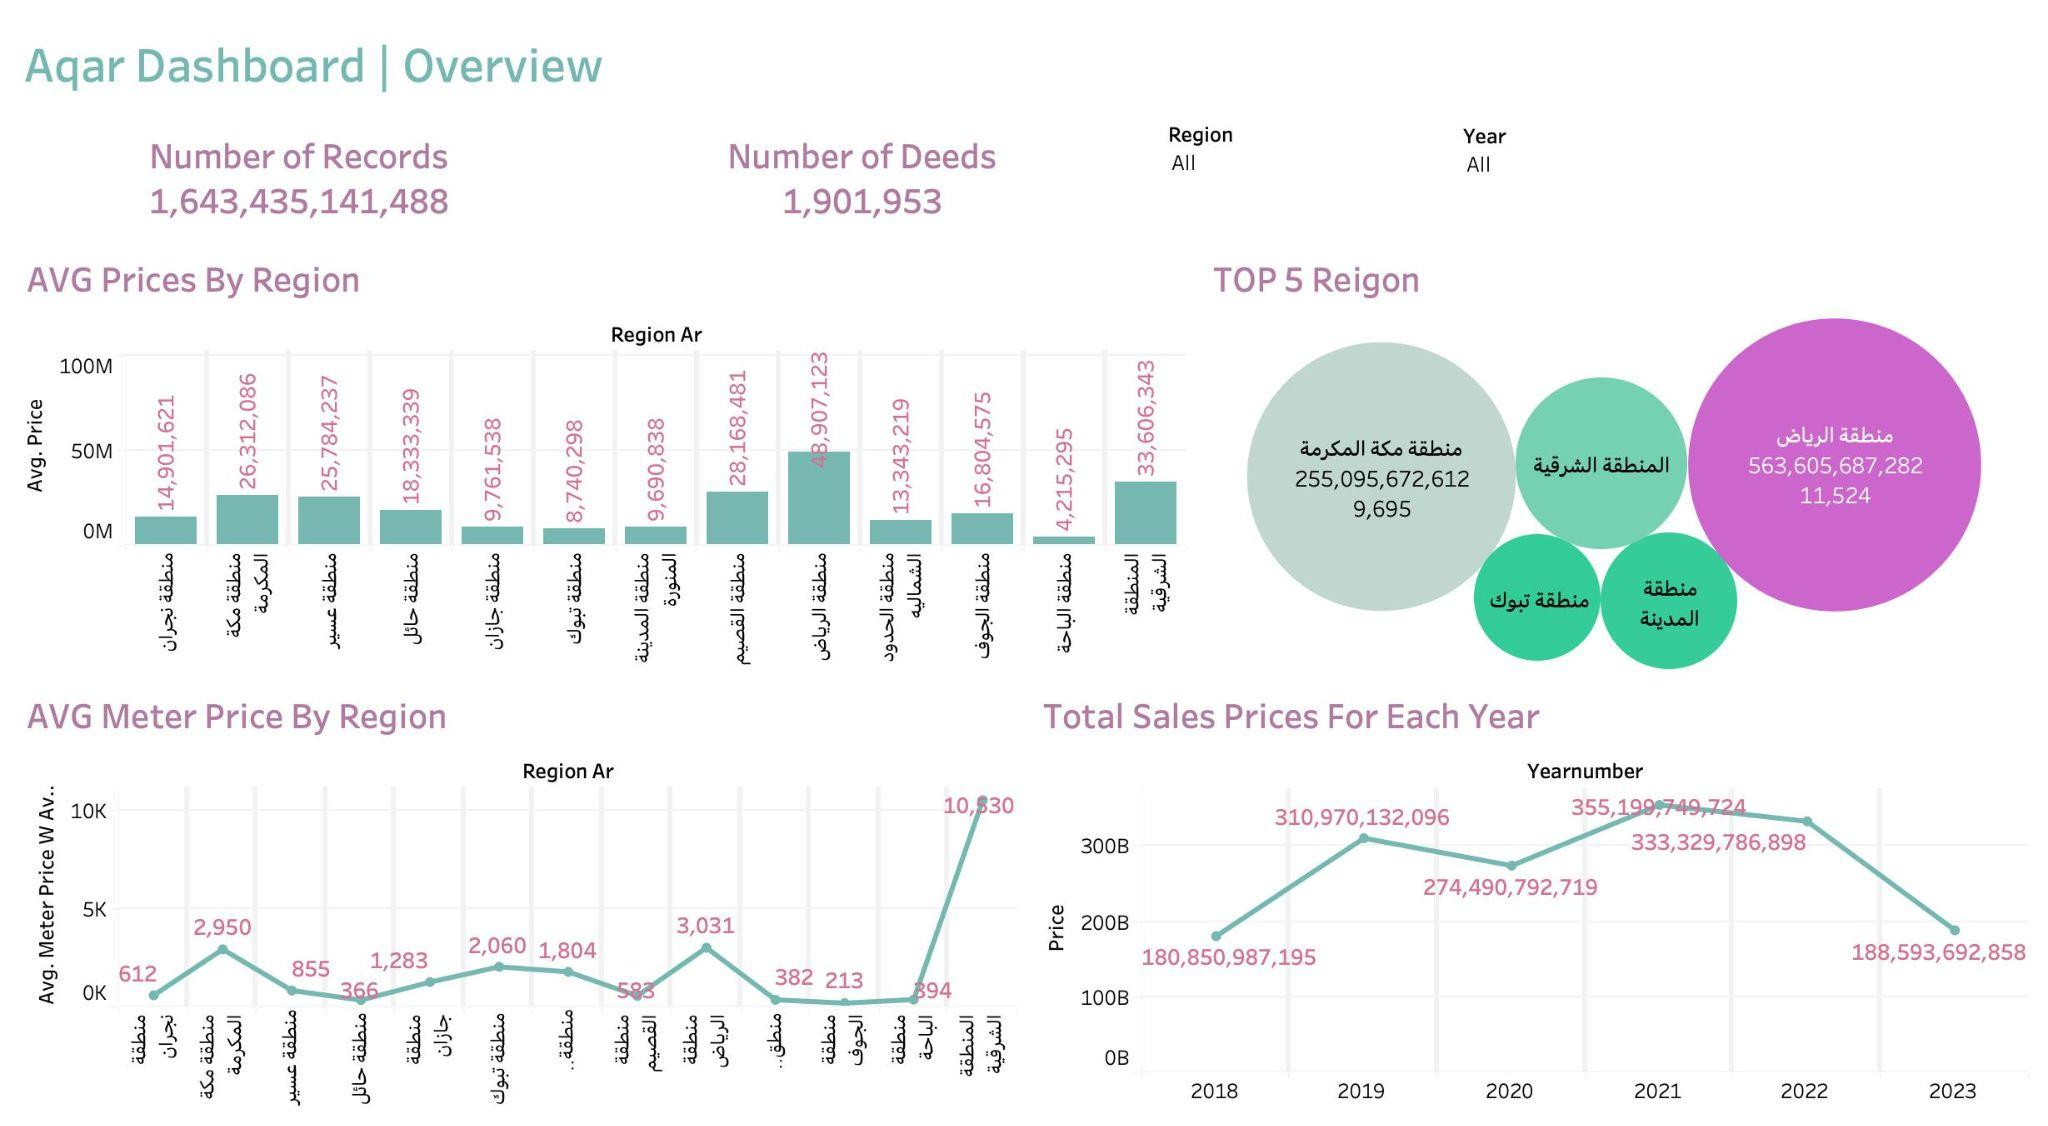 Aqar Dashboard | Overview
Number of Records
1,643,435,141,488
Number of Deeds
1,901,953
Region
All
Year
All
AVG Prices By Region
Region Ar
Avg. Price
100M
50M
0M
14,901,621
26,312,086
25,784,237
18,333,339
9,761,538
8,740,298
9,690,838
28,168,481
48,907,123
13,343,219
16,804,575
4,215,295
33,606,343
منطقة نجران
منطقة مكة
المكرمة
منطقة عسير
منطقة حائل
منطقة جازان
منطقة تبوك
منطقة المدينة
المنورة
منطقة القصيم
منطقة الرياض
منطقة الحدود
الشماليه
منطقة الجوف
منطقة الباحة
المنطقة
الشرقية
TOP 5 Reigon
منطقة مكة المكرمة
255,095,672,612
9,695
المنطقة الشرقية
منطقة الرياض
563,605,687,282
11,524
منطقة تبوك
منطقة
المدينة
AVG Meter Price By Region
Region Ar
Avg. Meter Price W Av..
10K
5K
0K
612
2,950
855
366
1,283
2,060
1,804
583
3,031
382
213
394
10,530
منطقة
نجران
منطقة مكة
المكرمة
منطقة عسير
منطقة حائل
منطقة
جازان
منطقة تبوك
منطقة..
منطقة
القصيم
منطقة
الرياض
منطق..
منطقة
الجوف
منطقة
الباحة
المنطقة
الشرقية
Total Sales Prices For Each Year
Yearnumber
Price
300B
200B
100B
0B
180,850,987,195
310,970,132,096
274,490,792,719
355,199,749,724
333,329,786,898
188,593,692,858
2018
2019
2020
2021
2022
2023